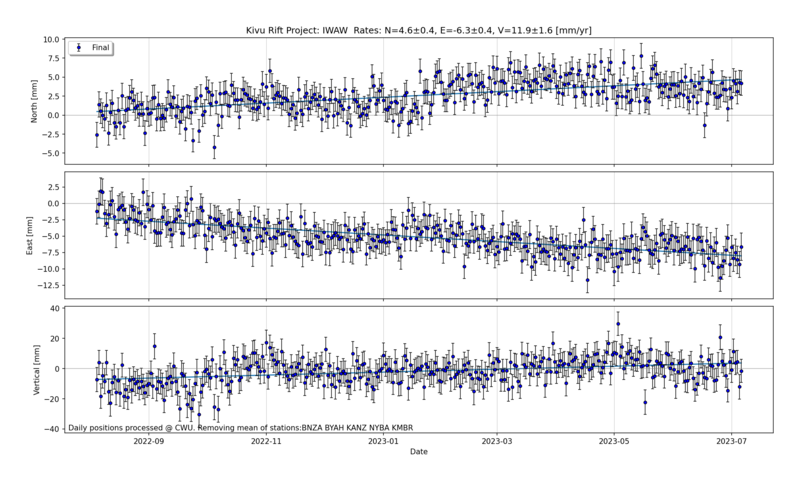 Kivu Rift Project: IWAW  Rates: N=4.6±0.4, E=-6.3±0.4, V=11.9±1.6 [mm/yr]
Final
North [mm]
10.0
7.5
5.0
2.5
0.0
−2.5
−5.0
East [mm]
2.5
0.0
−2.5
−5.0
−7.5
−10.0
−12.5
Vertical [mm]
40
20
0
−20
−40
Daily positions processed @ CWU. Removing mean of stations:BNZA BYAH KANZ NYBA KMBR
2022-09 2022-11 2023-01 2023-03 2023-05 2023-07
Date